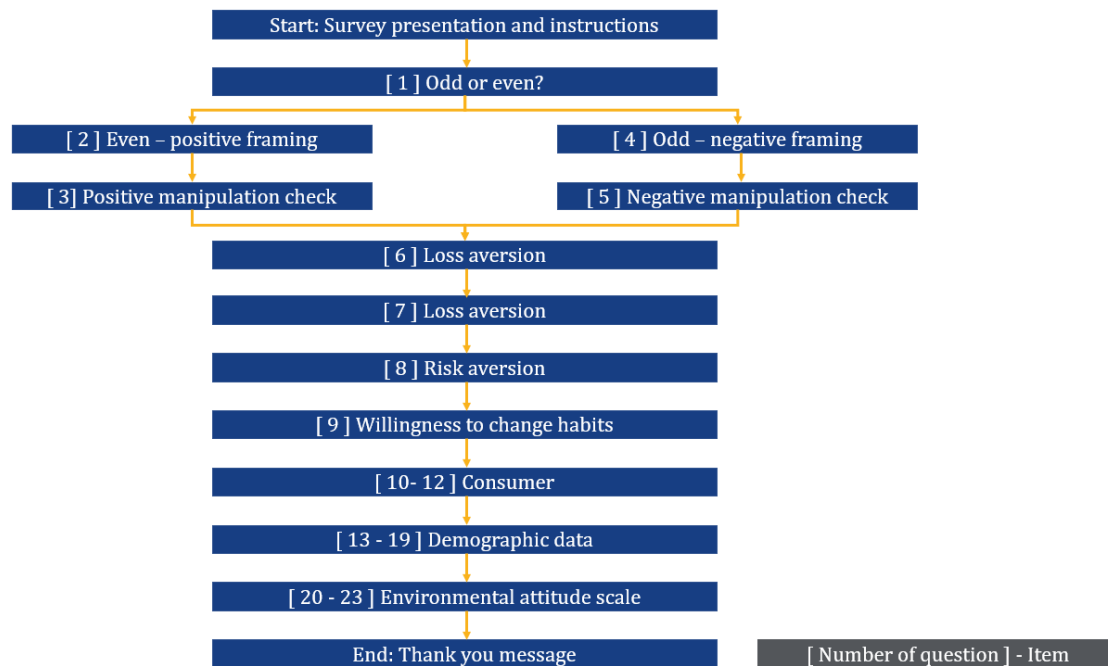 Start: Survey presentation and instructions
[ 1 ] Odd or even?
[ 2 ] Even – positive framing
[ 4 ] Odd – negative framing
[ 3] Positive manipulation check
[ 5 ] Negative manipulation check
[ 6 ] Loss aversion
[ 7 ] Loss aversion
[ 8 ] Risk aversion
[ 9 ] Willingness to change habits
[ 10- 12 ] Consumer
[ 13 - 19 ] Demographic data
[ 20 - 23 ] Environmental attitude scale
End: Thank you message
[ Number of question ] - Item